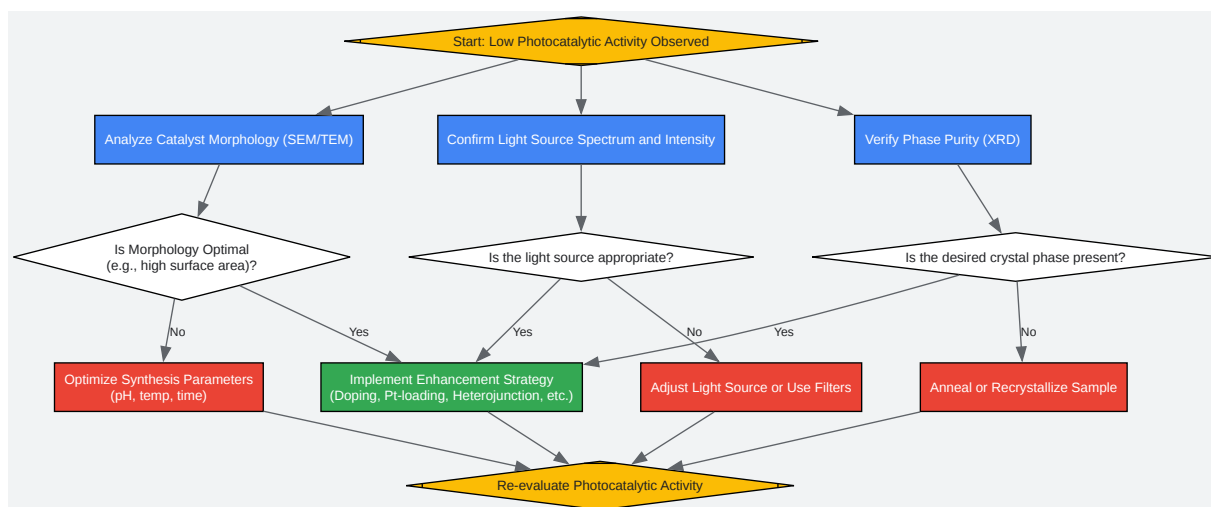 Start: Low Photocatalytic Activity Observed
Analyze Catalyst Morphology (SEM/TEM)
Confirm Light Source Spectrum and Intensity
Verify Phase Purity (XRD)
Is Morphology Optimal
(e.g., high surface area)?
Is the light source appropriate?
Is the desired crystal phase present?
No
Yes
Yes
No
Yes
No
Optimize Synthesis Parameters
(pH, temp, time)
Implement Enhancement Strategy
(Doping, Pt-loading, Heterojunction, etc.)
Adjust Light Source or Use Filters
Anneal or Recrystallize Sample
Re-evaluate Photocatalytic Activity